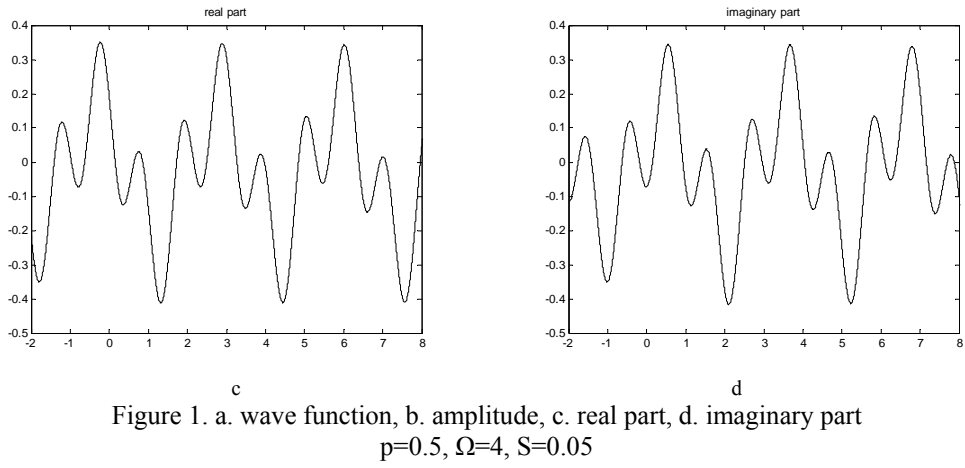 real part
imaginary part
0.4
0.3
0.2
0.1
0
-0.1
-0.2
-0.3
-0.4
-0.5
-2 -1 0 1 2 3 4 5 6 7 8
0.4
0.3
0.2
0.1
0
-0.1
-0.2
-0.3
-0.4
-0.5
-2 -1 0 1 2 3 4 5 6 7 8
c
d
Figure 1. a. wave function, b. amplitude, c. real part, d. imaginary part
p=0.5, Ω=4, S=0.05